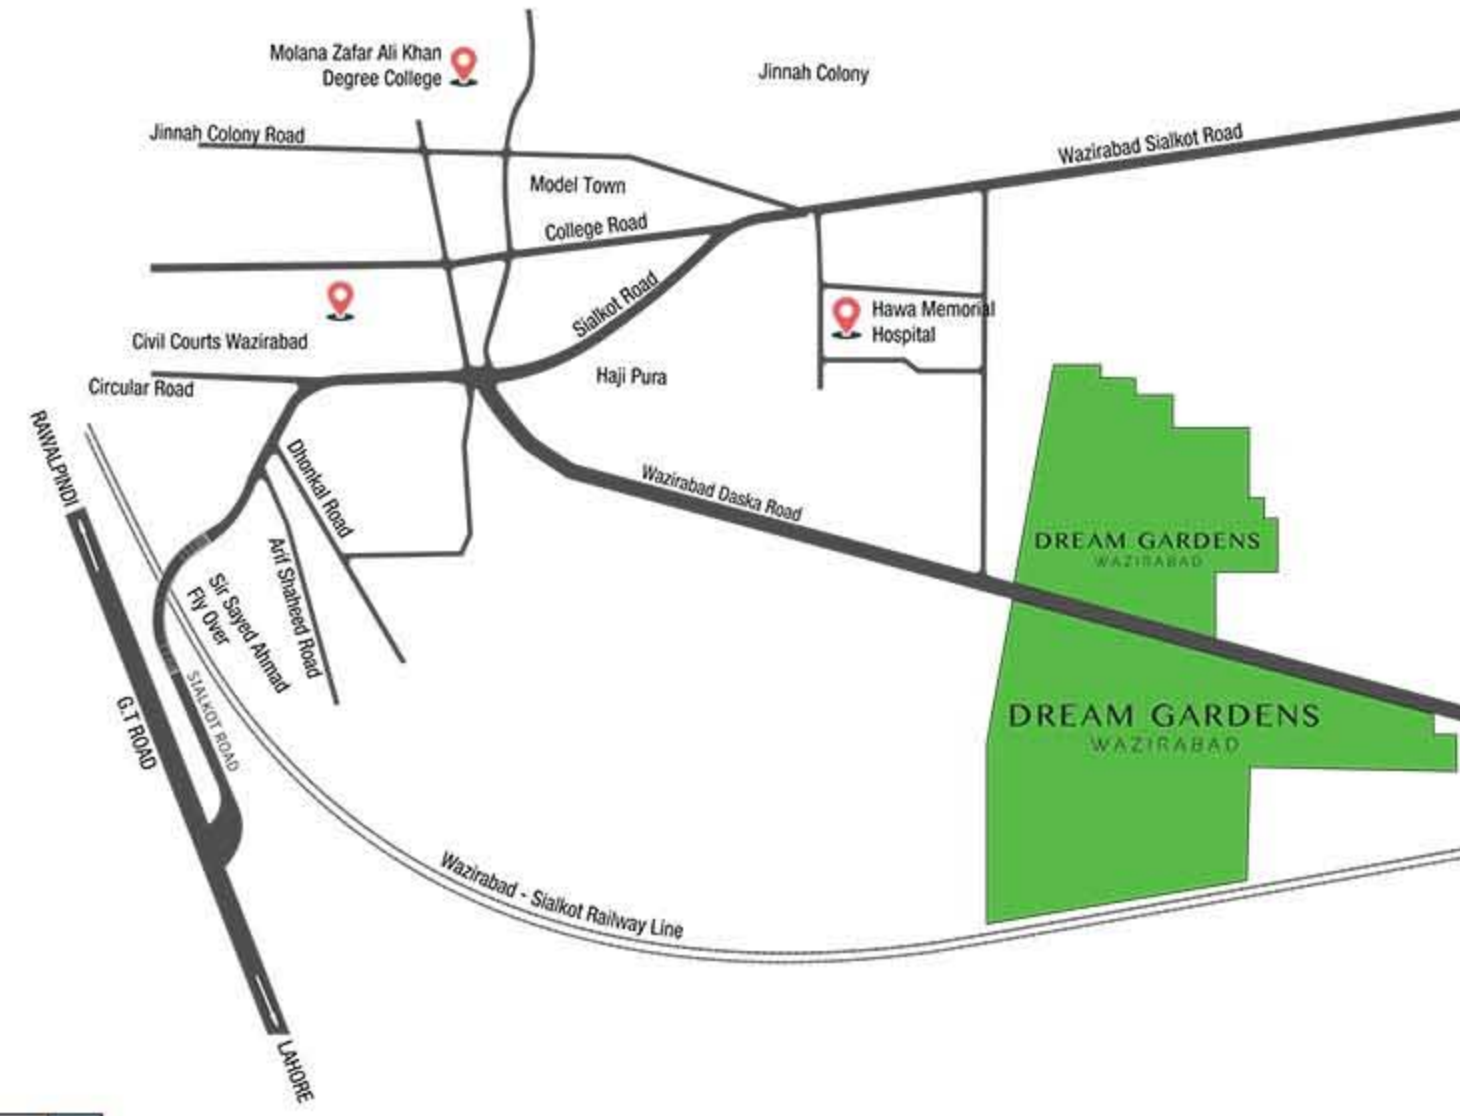 Molana Zafar Ali Khan
Degree College
Jinnah Colony
Jinnah Colony Road
Wazirabad Sialkot Road
Model Town
College Road
Sialkot Road
Hawa Memorial
Hospital
Civil Courts Wazirabad
Haji Pura
Circular Road
RAWALPINDI
Dhonkal Road
Wazirabad Daska Road
Arif Shaheed Road
DREAM GARDENS
WAZIRABAD
Sir Sayed Ahmad
Fly Over
SIALKOT ROAD
G.T ROAD
DREAM GARDENS
WAZIRABAD
Wazirabad - Sialkot Railway Line
LAHORE